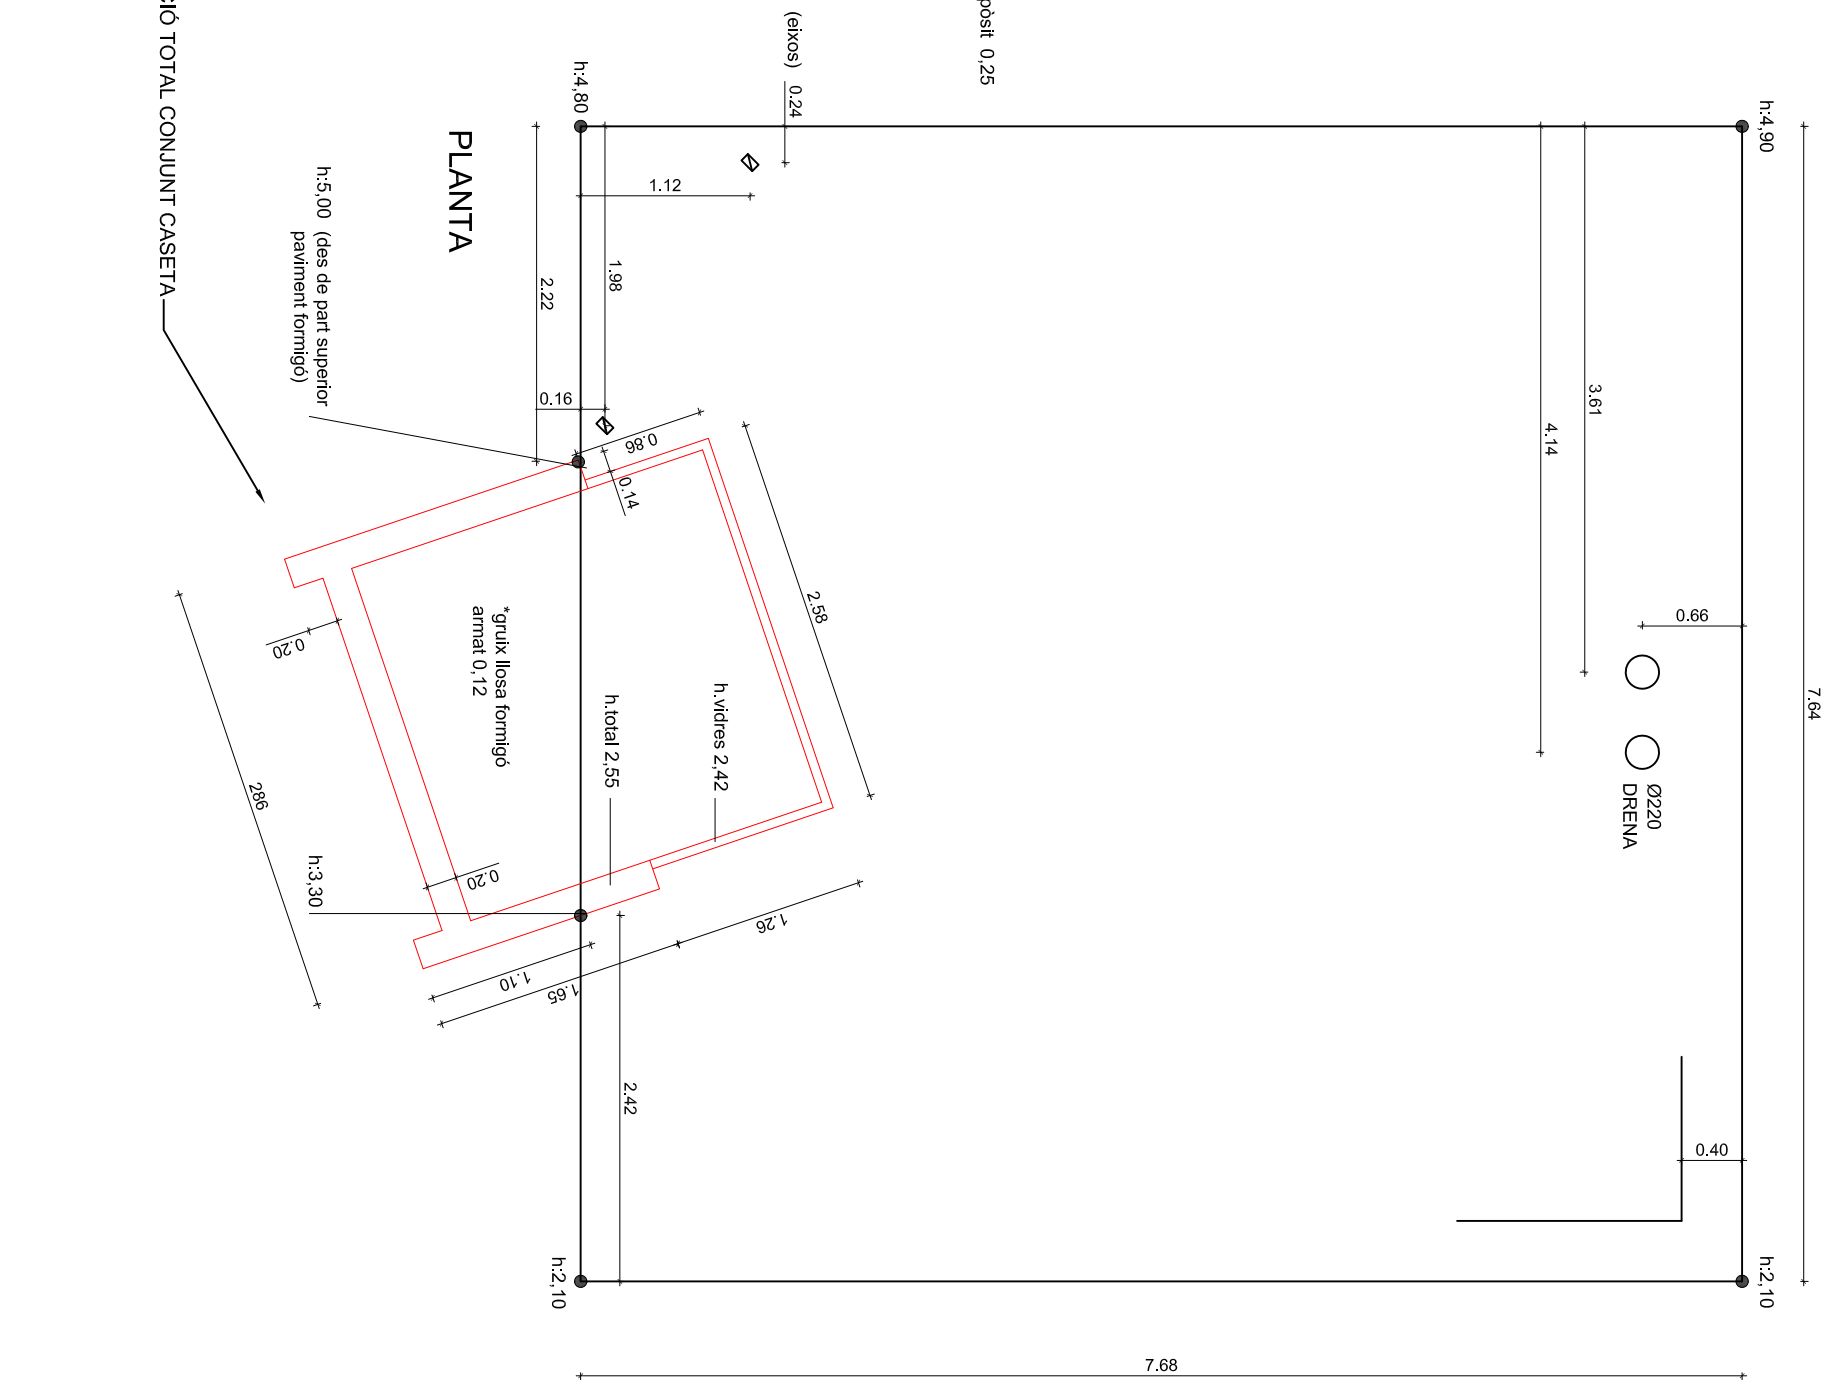 CIÓ TOTAL CONJUNT CASETA
PLANTA
h:5,00 (des de part superior
paviment formigó)
h:4,80
(eixos) 0.24
pòsit 0,25
h:4,90
1.12
1.98
2.22
0.16
0.86
0.14
2.58
3.61
4.14
0.66
7.64
Ø220
DRENA
*gruix llosa formigó
armat 0,12
h.total 2,55
h.vidres 2,42
0.20
286
h:3,30
0.20
1.26
1.10
1.65
2.42
0.40
h:2,10
h:2,10
7.68